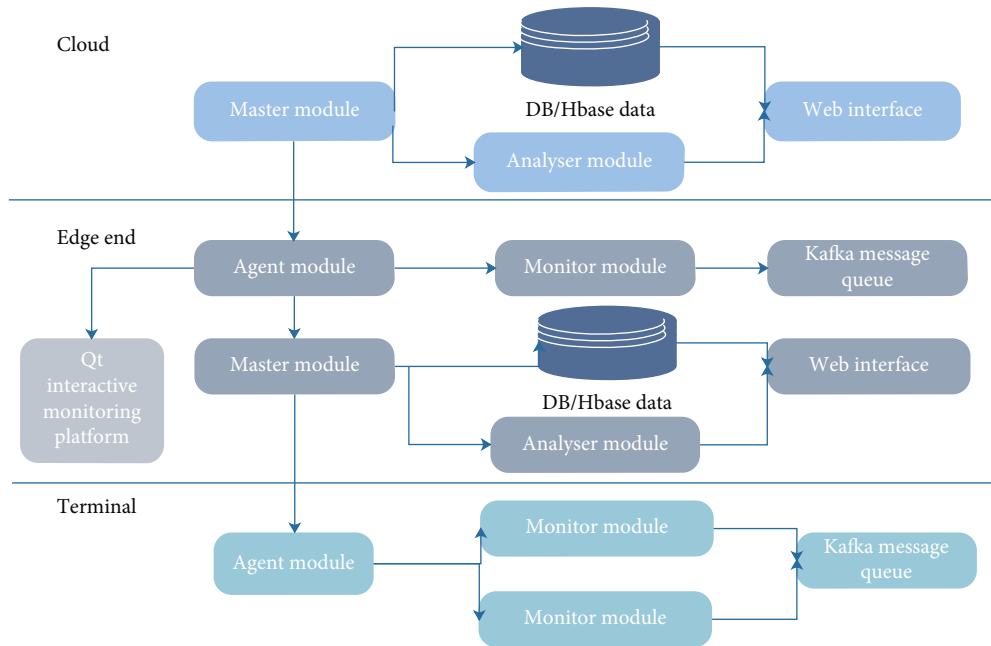 Cloud
Master module
DB/Hbase data
Web interface
Analyser module
Edge end
Agent module
Monitor module
Kafka message
queue
Qt
interactive
monitoring
platform
Master module
DB/Hbase data
Web interface
Analyser module
Terminal
Agent module
Monitor module
Monitor module
Kafka message
queue